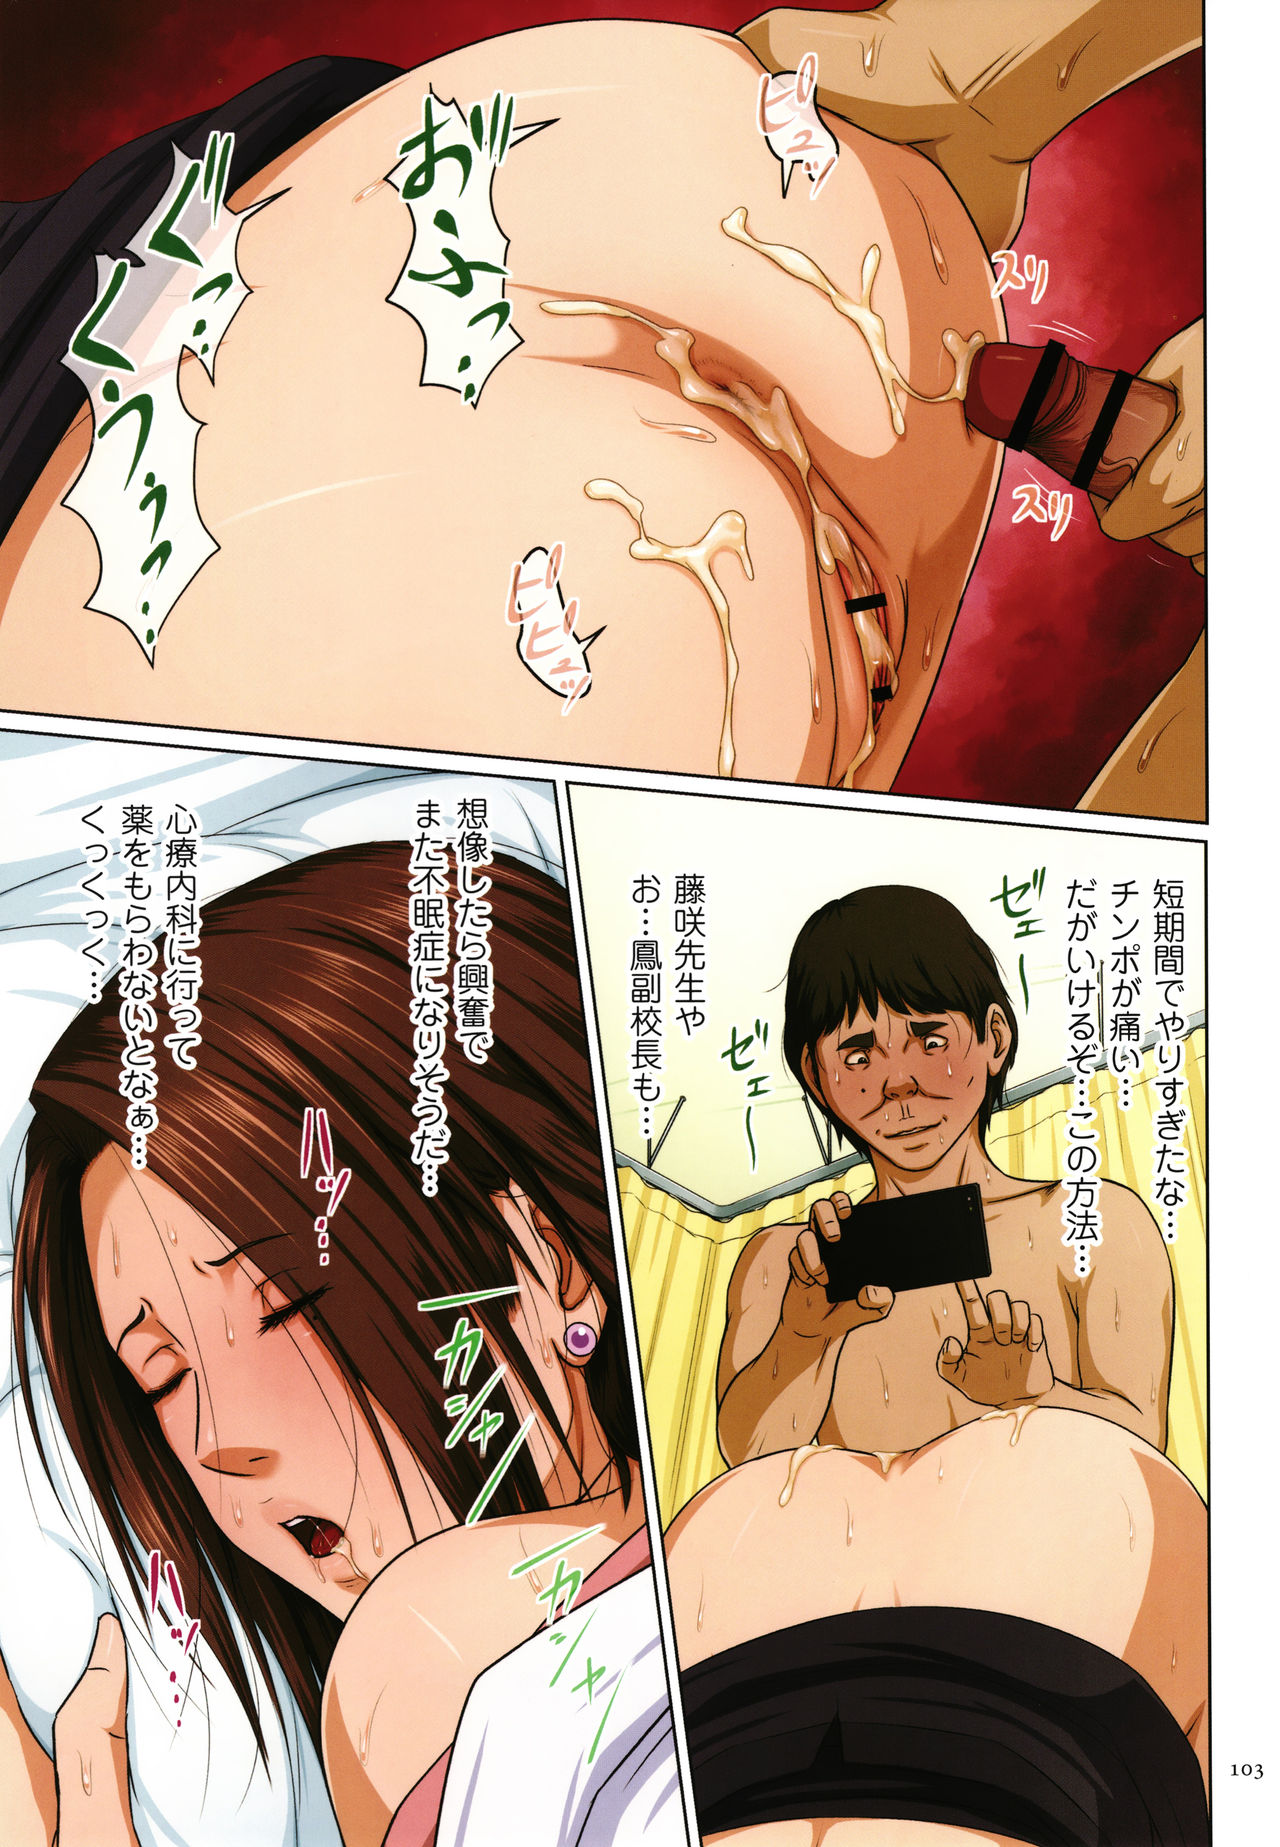 ピュッ
おふっ…
ぐっ…
くうぅっ…
スリ
スリ
ピピュッ
短期間でやりすぎたな…
チンポが痛い…
だがいけるぞ…この方法…
ゼェー
ゼェー
藤咲先生や
お…鳳副校長も…
想像したら興奮で
また不眠症になりそうだ…
心療内科に行って
薬をもらわないとなぁ…
くっくっく…
ハッ…
カシャ
カシャ
ハッ…
103